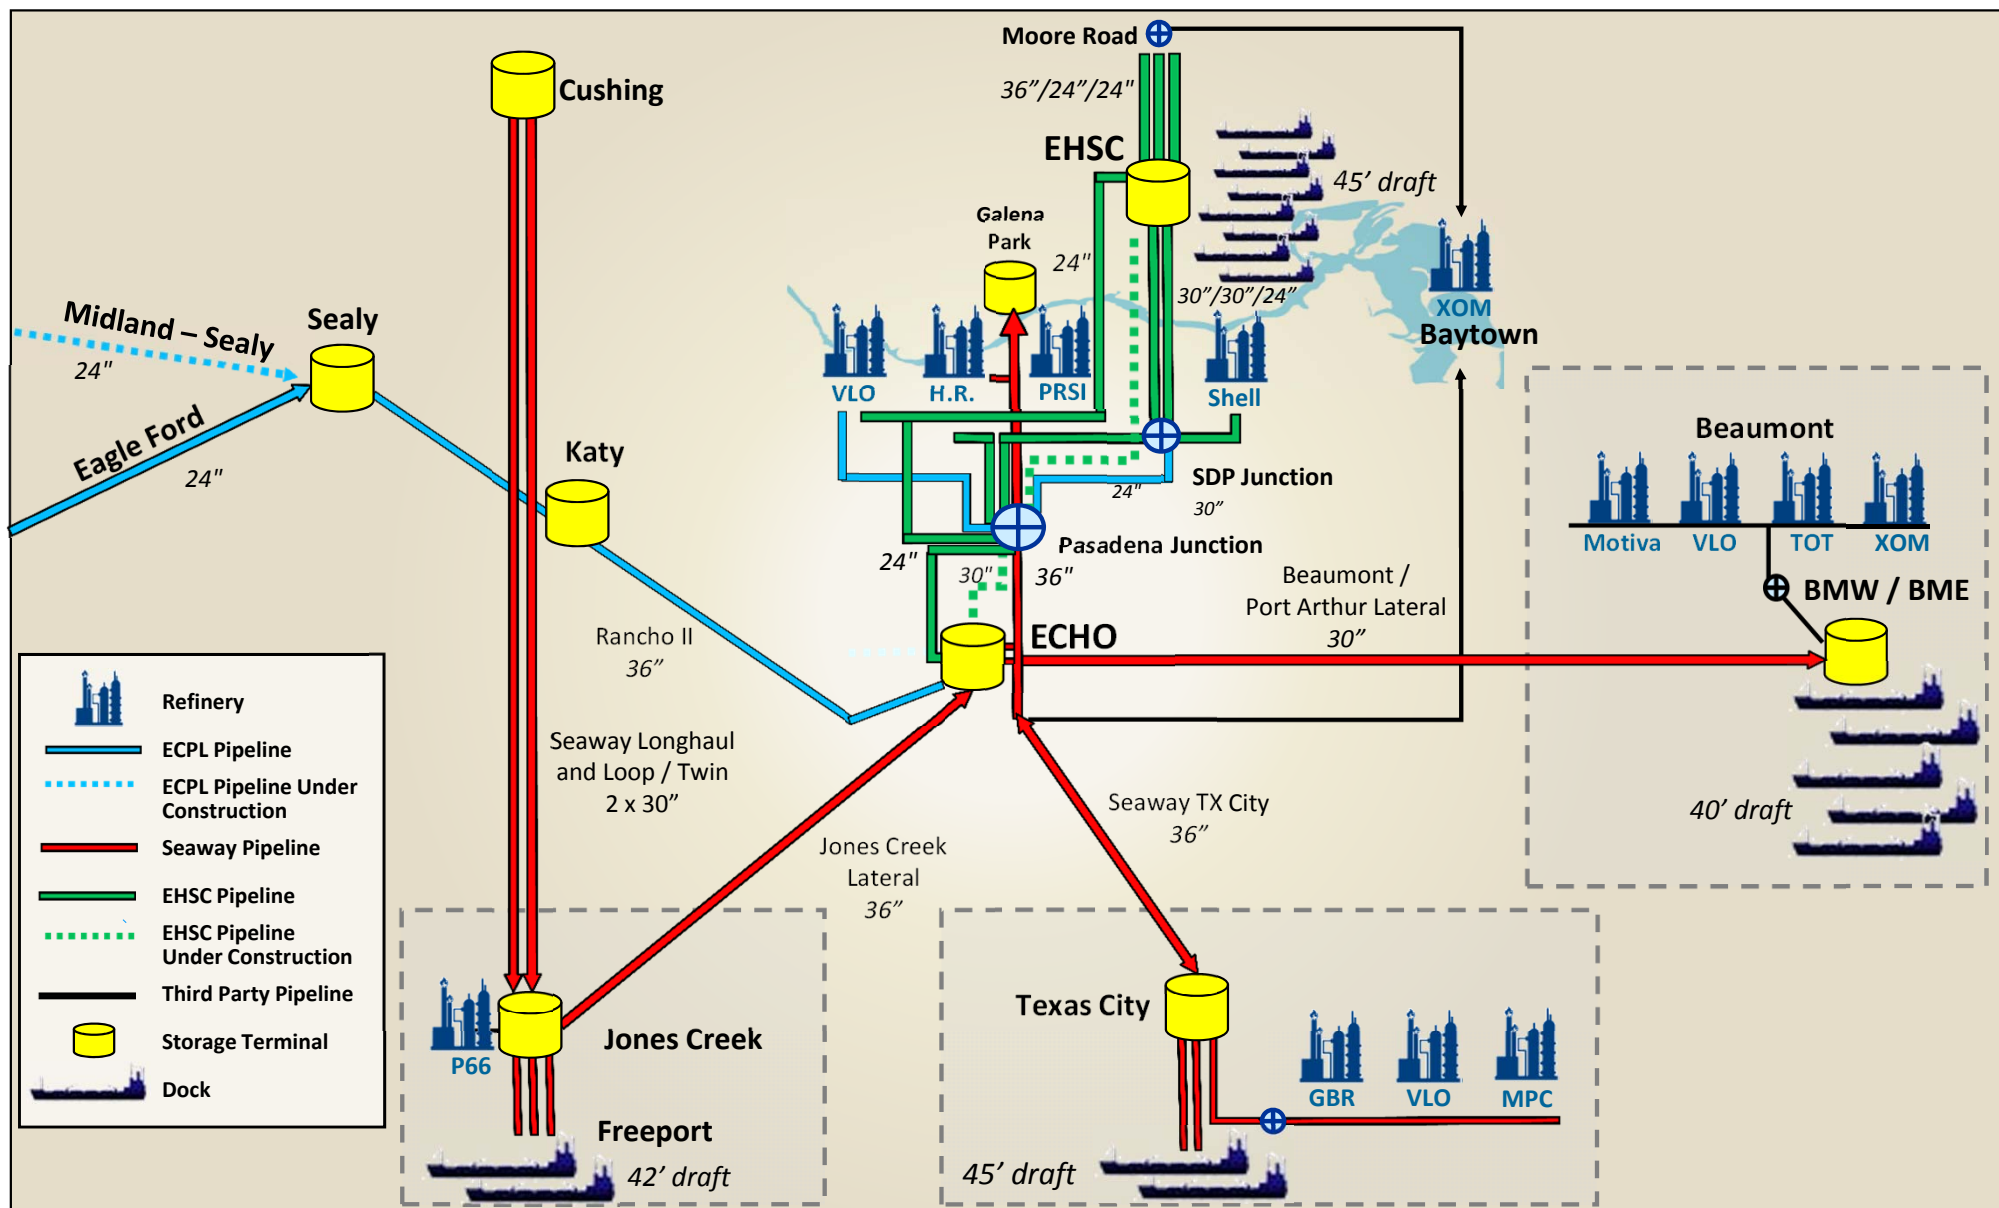 Moore Road
36”/24”/24"
Cushing
EHSC
45’ draft
Galena
Park
24"
30”/30”/24”
XOM
Baytown
Midland – Sealy
24"
Sealy
Eagle Ford
24"
VLO
H.R.
PRSI
Shell
Katy
SDP Junction
24"
30”
Pasadena Junction
24"
30"
36"
Beaumont
Motiva
VLO
TOT
XOM
BMW / BME
Beaumont /
Port Arthur Lateral
30”
Rancho II
36”
ECHO
Seaway Longhaul
and Loop / Twin
2 x 30”
Jones Creek
Lateral
36”
Seaway TX City
36”
40’ draft
Refinery
ECPL Pipeline
ECPL Pipeline Under
Construction
Seaway Pipeline
EHSC Pipeline
EHSC Pipeline
Under Construction
Third Party Pipeline
Storage Terminal
Dock
P66
Jones Creek
Freeport
42’ draft
Texas City
GBR
VLO
MPC
45’ draft